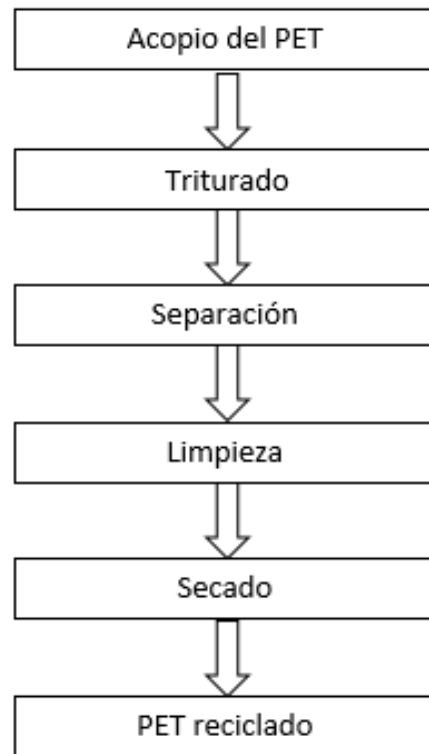 Acopio del PET
Triturado
Separación
Limpieza
Secado
PET reciclado